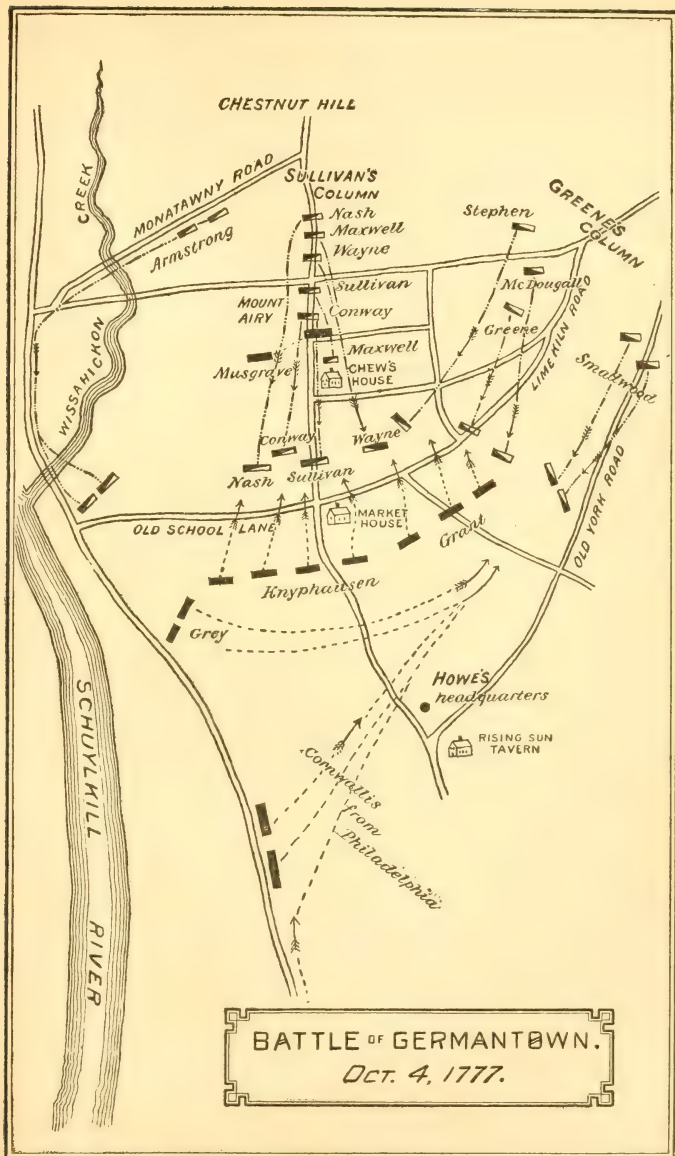 CHESTNUT HILL
MONATAWNY ROAD
CREEK
WISSAHICKON
Armstrong
SULLIVAN'S
COLUMN
Nash
Maxwell
Wayne
Sullivan
Conway
MOUNT
AIRY
Musgrave
Maxwell
CHEW'S
HOUSE
Stephen
GREENE'S
COLUMN
McDougall
Greene
LIME KILN ROAD
Smallwood
Conway
Wayne
Nash
Sullivan
OLD SCHOOL LANE
MARKET
HOUSE
Grant
OLD YORK ROAD
Knyphausen
Grey
HOWE'S
headquarters
RISING SUN
TAVERN
Cornwallis
from
Philadelphia
SCHUYLKILL
RIVER
BATTLE OF GERMANTOWN.
OCT. 4, 1777.